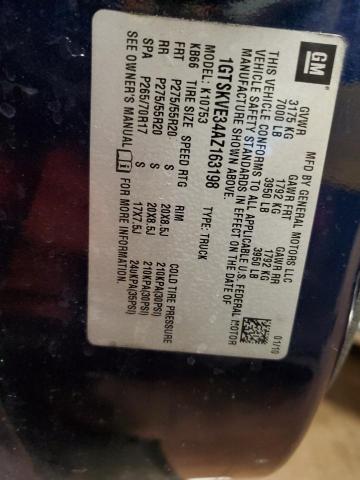 GM
MFD BY GENERAL MOTORS LLC
01/10
GVWR GAWR FRT GAWR RR
3175 KG 1792 KG 1792 KG
7000 LB 3950 LB 3950 LB
THIS VEHICLE CONFORMS TO ALL APPLICABLE U.S. FEDERAL MOTOR
VEHICLE SAFETY STANDARDS IN EFFECT ON THE DATE OF
MANUFACTURE SHOWN ABOVE.
1GTSKVE34AZ163198 TYPE: TRUCK
MODEL: K10753
KB66 TIRE SIZE SPEED RTG RIM COLD TIRE PRESSURE
FRT P275/55R20 S 20X8.5J 210KPA(30PSI)
RR P275/55R20 S 20X8.5J 210KPA(30PSI)
SPA P265/70R17 S 17X7.5J 240KPA(35PSI)
SEE OWNER'S MANUAL